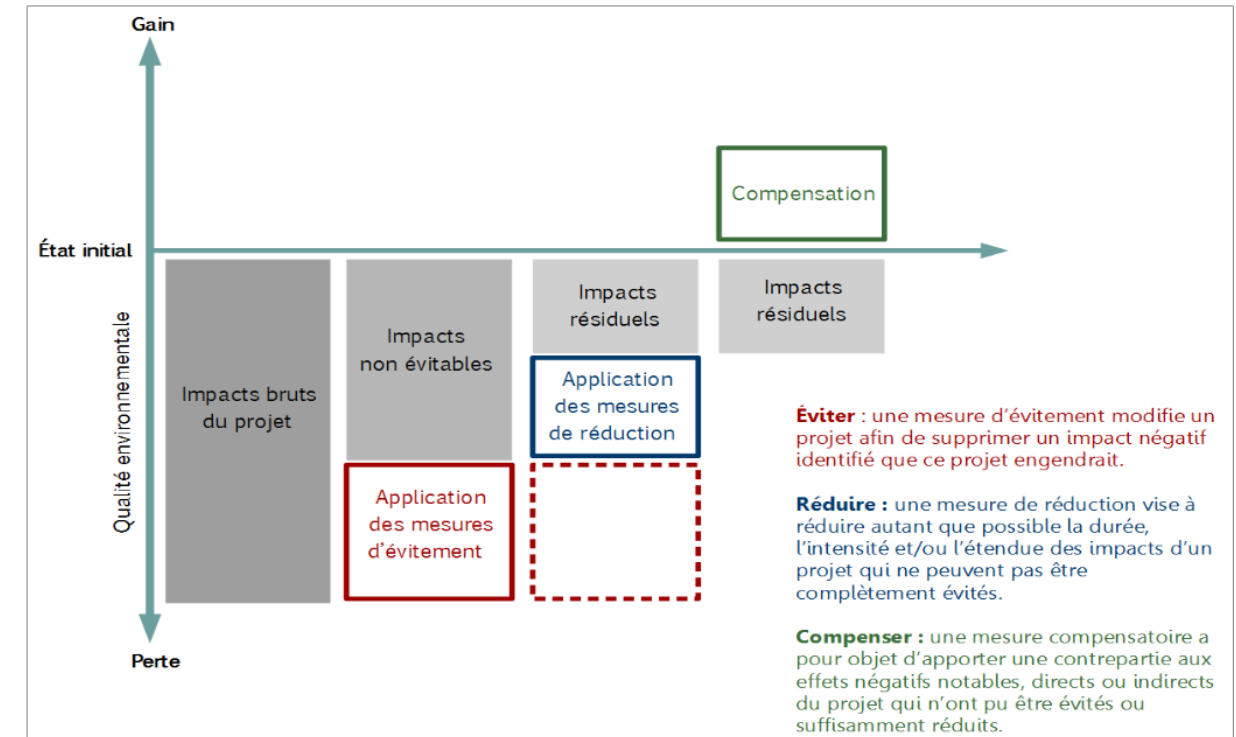 Gain
Compensation
État initial
Impacts bruts
du projet
Impacts
non évitables
Impacts
résiduels
Impacts
résiduels
Application
des mesures
de réduction
Application
des mesures
d’évitement
Qualité environnementale
Perte
Éviter : une mesure d’évitement modifie un
projet afin de supprimer un impact négatif
identifié que ce projet engendrait.
Réduire : une mesure de réduction vise à
réduire autant que possible la durée,
l’intensité et/ou l’étendue des impacts d’un
projet qui ne peuvent pas être
complètement évités.
Compenser : une mesure compensatoire a
pour objet d’apporter une contrepartie aux
effets négatifs notables, directs ou indirects
du projet qui n’ont pu être évités ou
suffisamment réduits.